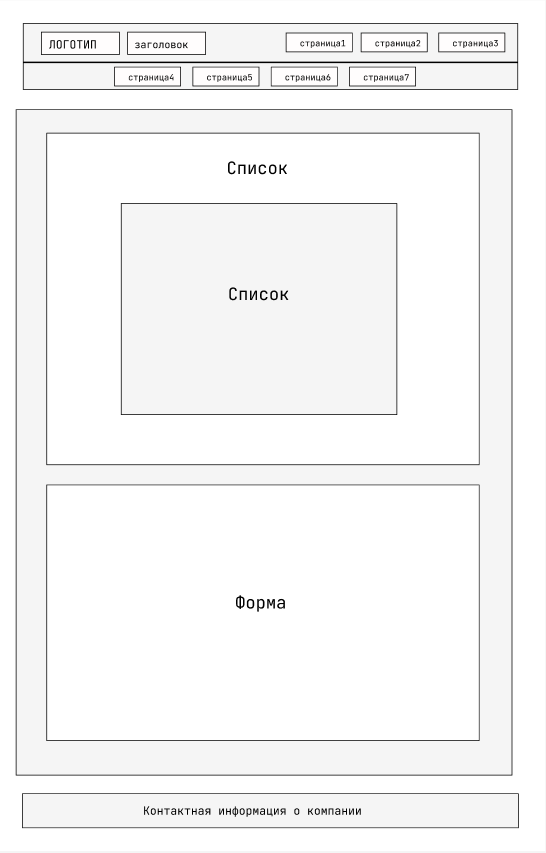 ЛОГОТИП
заголовок
страница1
страница2
страница3
страница4
страница5
страница6
страница7
Список
Список
Форма
Контактная информация о компании